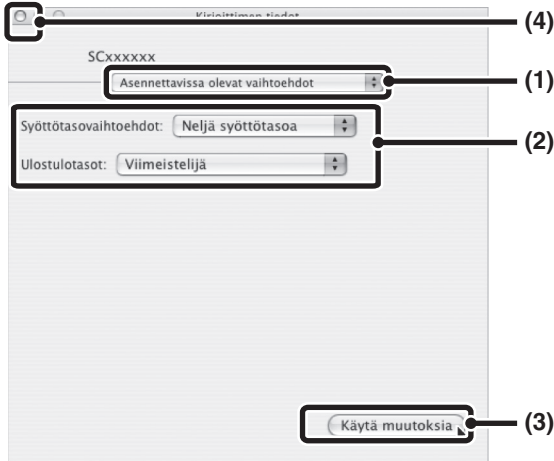 Kirjoittimen tiedot
(4)
SCxxxxxx
Asennettavissa olevat vaihtoehdot
(1)
Syöttötasovaihtoehdot: Neljä syöttötasoa
(2)
Ulostulotasot: Viimeistelijä
Käytä muutoksia
(3)